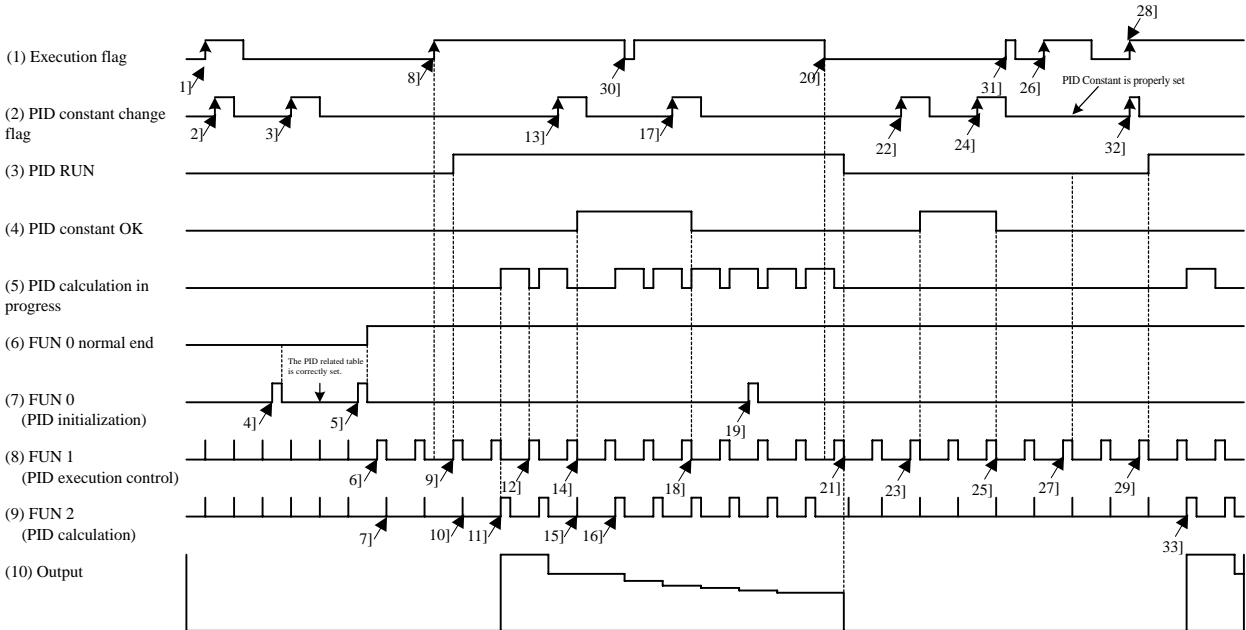 28]
(1) Execution flag
1]
8]
30]
20]
31]
26]
PID Constant is properly set
(2) PID constant change
flag
2]
3]
13]
17]
22]
24]
32]
(3) PID RUN
(4) PID constant OK
(5) PID calculation in
progress
(6) FUN 0 normal end
The PID related table
is correctly set.
(7) FUN 0
(PID initialization)
4]
5]
19]
(8) FUN 1
(PID execution control)
6]
9]
12]
14]
18]
21]
23]
25]
27]
29]
(9) FUN 2
(PID calculation)
7]
10]
11]
15]
16]
33]
(10) Output